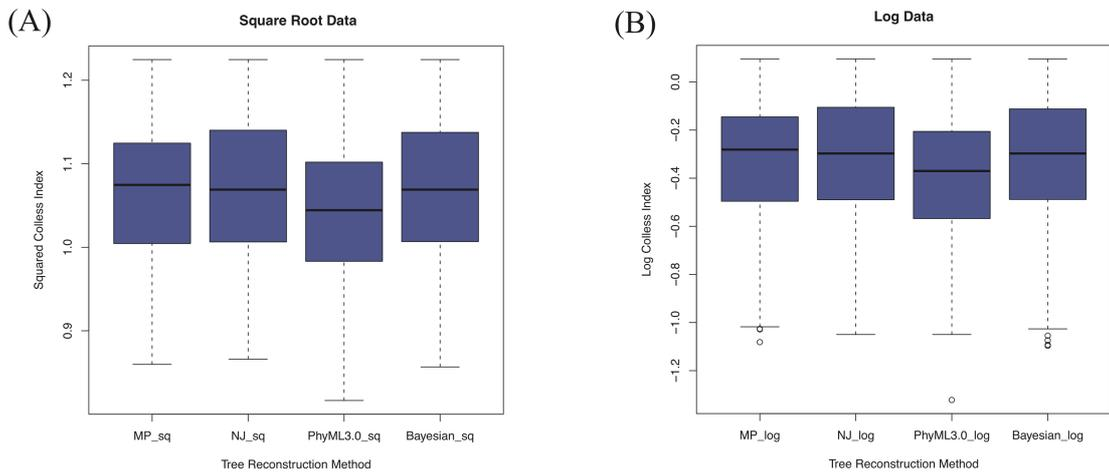 (A)
Square Root Data
Squared Colless Index
1.2
1.1
1.0
0.9
MP_sq NJ_sq PhyML3.0_sq Bayesian_sq
Tree Reconstruction Method
(B)
Log Data
Log Colless Index
0.0
−0.2
−0.4
−0.6
−0.8
−1.0
−1.2
MP_log NJ_log PhyML3.0_log Bayesian_log
Tree Reconstruction Method